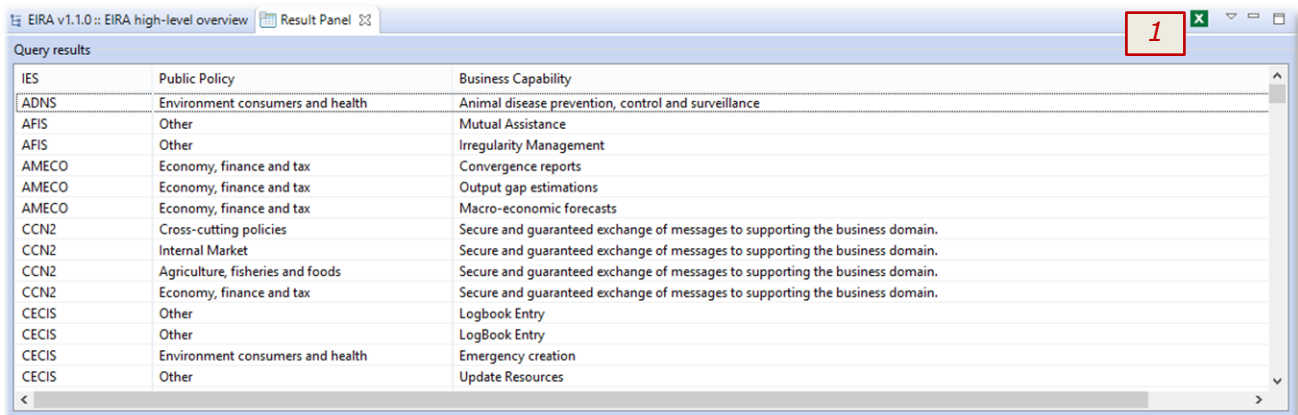 EIRA v1.1.0 :: EIRA high-level overview Result Panel
1
X
Query results
IES Public Policy Business Capability
ADNS Environment consumers and health Animal disease prevention, control and surveillance
AFIS Other Mutual Assistance
AFIS Other Irregularity Management
AMECO Economy, finance and tax Convergence reports
AMECO Economy, finance and tax Output gap estimations
AMECO Economy, finance and tax Macro-economic forecasts
CCN2 Cross-cutting policies Secure and guaranteed exchange of messages to supporting the business domain.
CCN2 Internal Market Secure and guaranteed exchange of messages to supporting the business domain.
CCN2 Agriculture, fisheries and foods Secure and guaranteed exchange of messages to supporting the business domain.
CCN2 Economy, finance and tax Secure and guaranteed exchange of messages to supporting the business domain.
CECIS Other Logbook Entry
CECIS Other LogBook Entry
CECIS Environment consumers and health Emergency creation
CECIS Other Update Resources